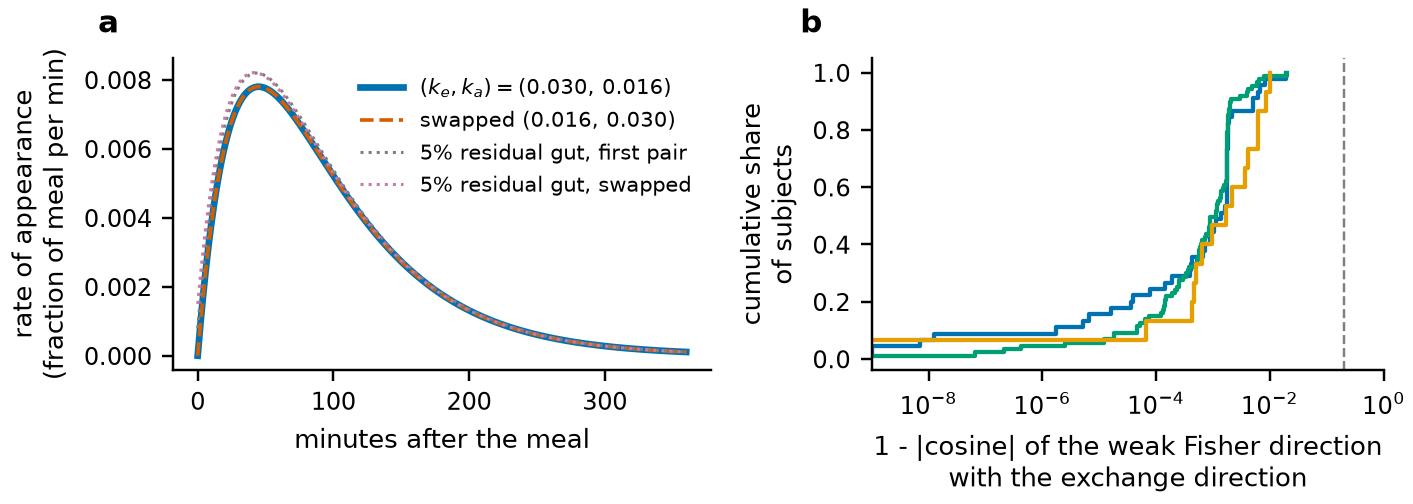 a
rate of appearance
(fraction of meal per min)
0.008
0.006
0.004
0.002
0.000
(kₑ, kₐ) = (0.030, 0.016)
swapped (0.016, 0.030)
5% residual gut, first pair
5% residual gut, swapped
0 100 200 300
minutes after the meal
b
cumulative share
of subjects
1.0
0.8
0.6
0.4
0.2
0.0
10⁻⁸ 10⁻⁶ 10⁻⁴ 10⁻² 10⁰
1 - |cosine| of the weak Fisher direction
with the exchange direction